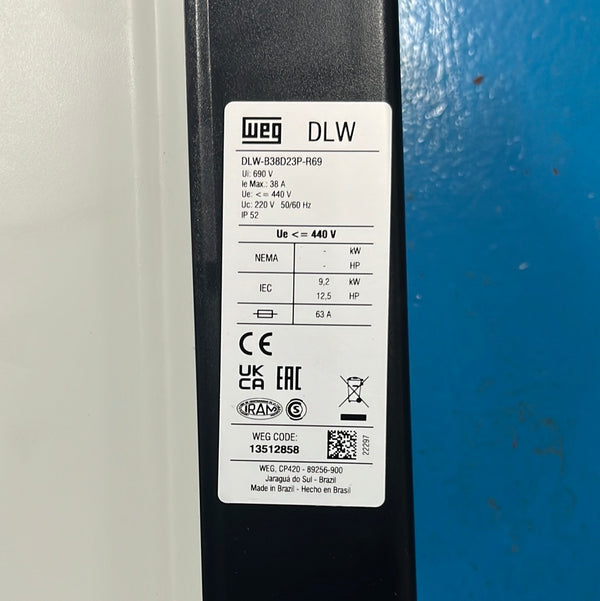 WEG DLW
DLW-B38D23P-R69
Ui: 690 V
Ie Max.: 38 A
Ue: <= 440 V
Uc: 220 V 50/60 Hz
IP 52
Ue <= 440 V
NEMA - kW
- HP
IEC 9,2 kW
12,5 HP
63 A
CE
UK
CA EAC
IRAM S
WEG CODE:
13512858
22297
WEG, CP420 - 89256-900
Jaraguá do Sul - Brazil
Made in Brazil - Hecho en Brasil